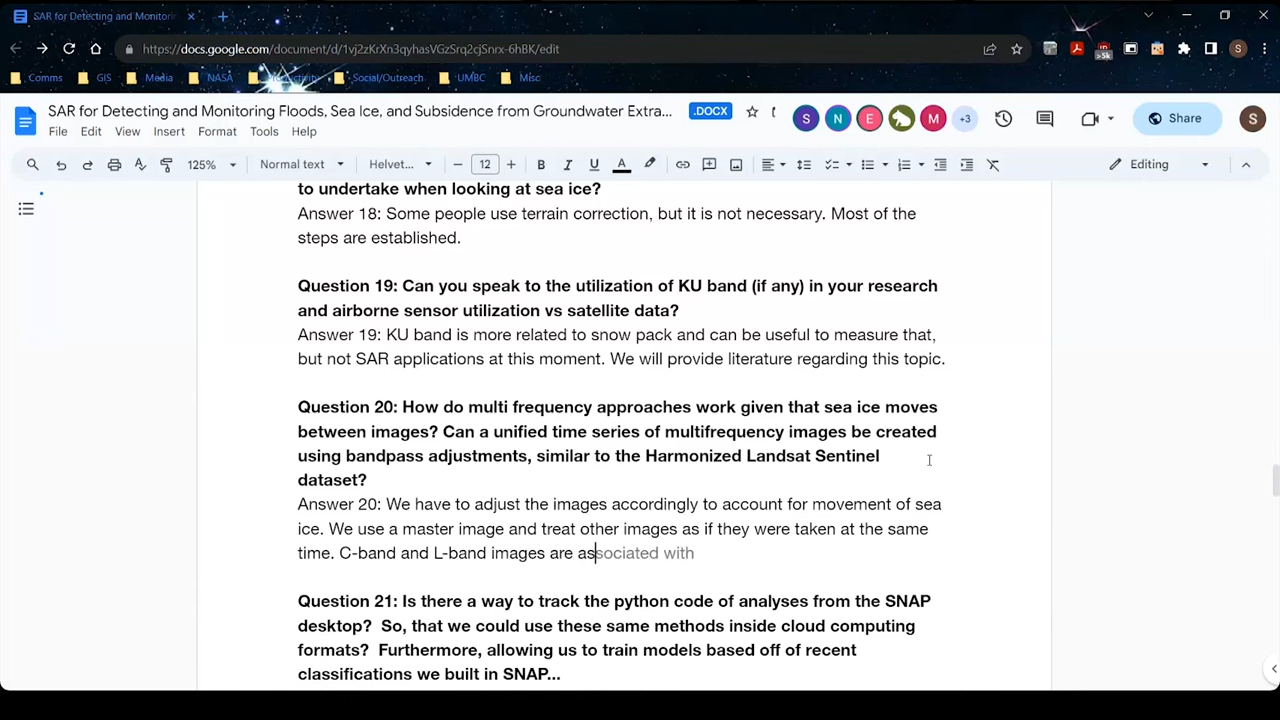 SAR for Detecting and Monitorin
https://docs.google.com/document/d/1vj2zKrXn3qyhasVGzSrq2cjSnrx-6hBK/edit
S
>5k
Comms GIS Media NASA Productivity Social/Outreach UMBC Misc
SAR for Detecting and Monitoring Floods, Sea Ice, and Subsidence from Groundwater Extra...
.DOCX
S N E M +3
Share
S
File Edit View Insert Format Tools Help
125% Normal text Helvet... 12 B I U A Editing
to undertake when looking at sea ice?
Answer 18: Some people use terrain correction, but it is not necessary. Most of the
steps are established.
Question 19: Can you speak to the utilization of KU band (if any) in your research
and airborne sensor utilization vs satellite data?
Answer 19: KU band is more related to snow pack and can be useful to measure that,
but not SAR applications at this moment. We will provide literature regarding this topic.
Question 20: How do multi frequency approaches work given that sea ice moves
between images? Can a unified time series of multifrequency images be created
using bandpass adjustments, similar to the Harmonized Landsat Sentinel
dataset?
Answer 20: We have to adjust the images accordingly to account for movement of sea
ice. We use a master image and treat other images as if they were taken at the same
time. C-band and L-band images are associated with
Question 21: Is there a way to track the python code of analyses from the SNAP
desktop? So, that we could use these same methods inside cloud computing
formats? Furthermore, allowing us to train models based off of recent
classifications we built in SNAP...